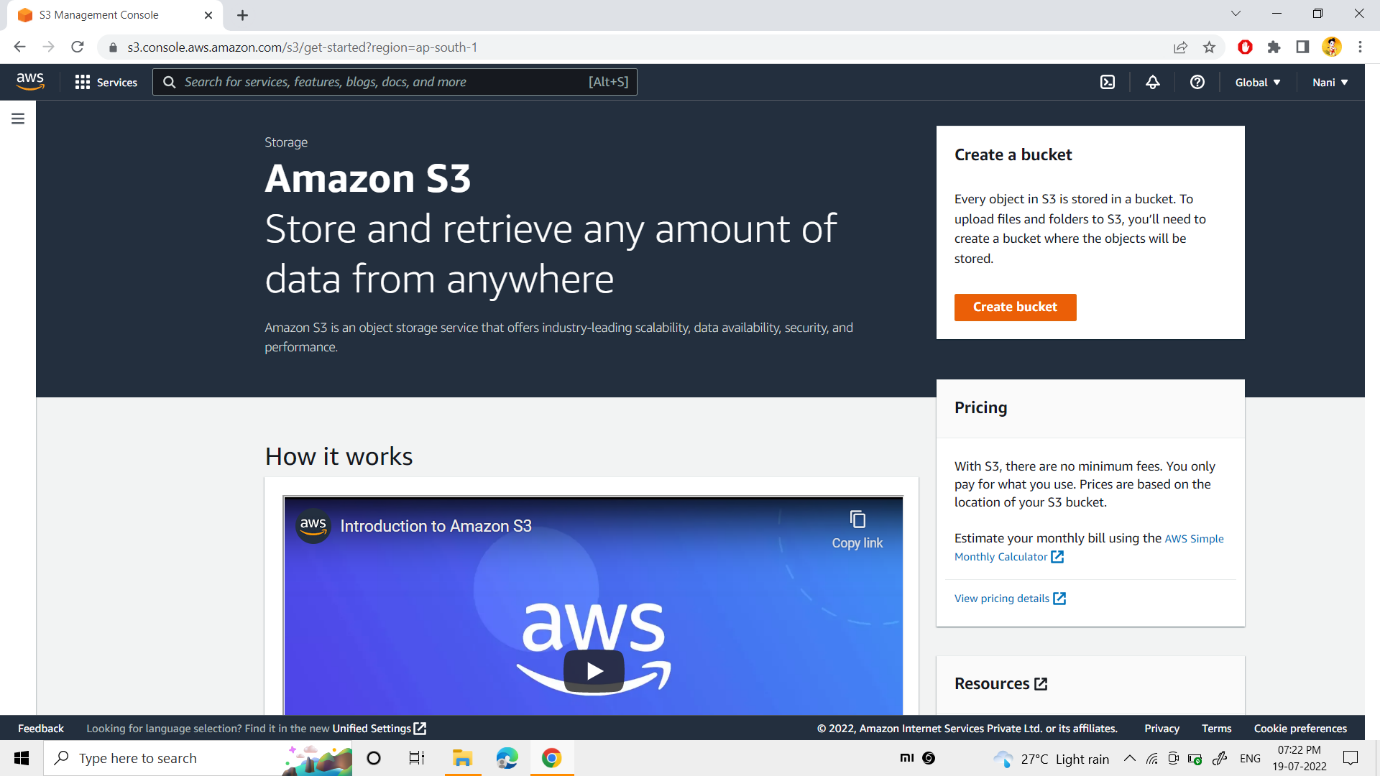 S3 Management Console
s3.console.aws.amazon.com/s3/get-started?region=ap-south-1
aws
Services
Search for services, features, blogs, docs, and more
[Alt+S]
Global
Nani
Storage
Amazon S3
Store and retrieve any amount of
data from anywhere
Amazon S3 is an object storage service that offers industry-leading scalability, data availability, security, and
performance.
Create a bucket
Every object in S3 is stored in a bucket. To
upload files and folders to S3, you'll need to
create a bucket where the objects will be
stored.
Create bucket
Pricing
With S3, there are no minimum fees. You only
pay for what you use. Prices are based on the
location of your S3 bucket.
Estimate your monthly bill using the AWS Simple
Monthly Calculator
View pricing details
Resources
How it works
aws
Introduction to Amazon S3
Copy link
aws
Feedback
Looking for language selection? Find it in the new Unified Settings
© 2022, Amazon Internet Services Private Ltd. or its affiliates.
Privacy
Terms
Cookie preferences
Type here to search
27°C Light rain
ENG
07:22 PM
19-07-2022